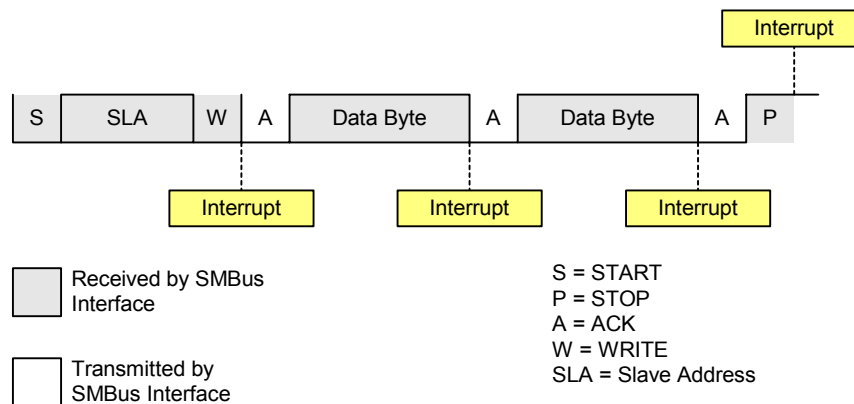 Interrupt
S SLA W A Data Byte A Data Byte A P
Interrupt Interrupt Interrupt
Received by SMBus
Interface
Transmitted by
SMBus Interface
S = START
P = STOP
A = ACK
W = WRITE
SLA = Slave Address